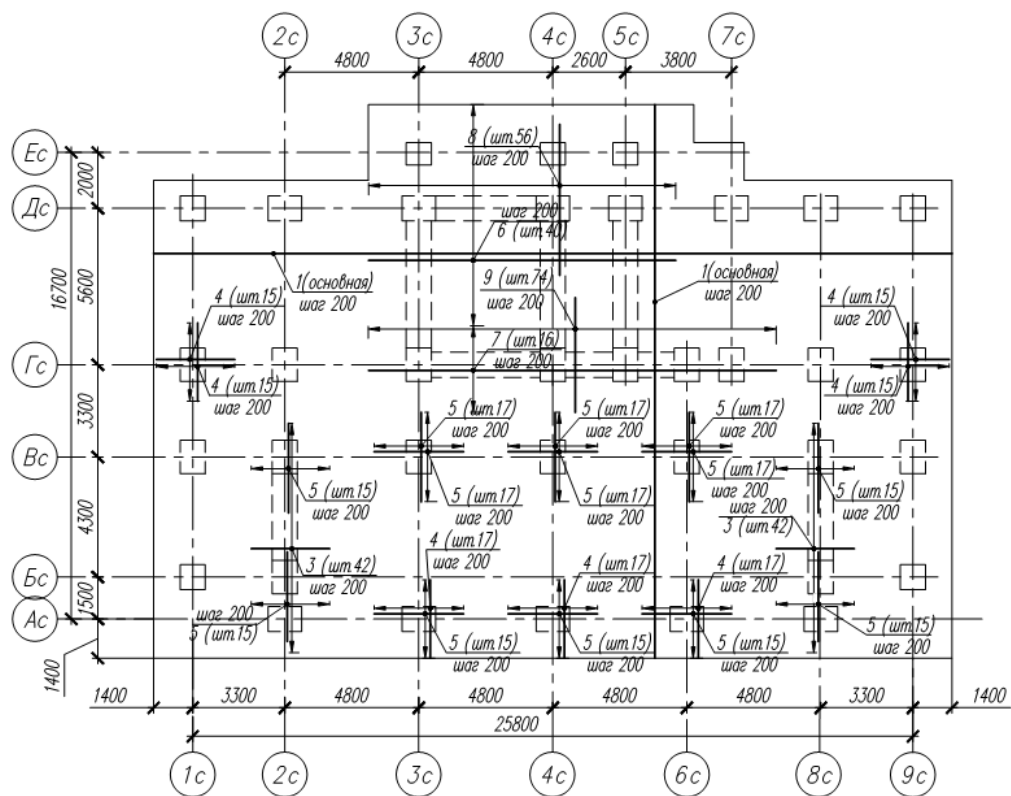 2с 3с 4с 5с 7с
4800 4800 2600 3800
Ес
Дс
Гс
Вс
Бс
Ас
16700
2000
5600
3300
4300
1500
1400
8 (шт.56)
шаг 200
шаг 200
6 (шт.40)
1(основная)
шаг 200
9 (шт.74)
шаг 200
1(основная)
шаг 200
4 (шт.15)
шаг 200
4 (шт.15)
шаг 200
7 (шт.16)
шаг 200
4 (шт.15)
шаг 200
4 (шт.15)
шаг 200
5 (шт.17)
шаг 200
5 (шт.17)
шаг 200
5 (шт.17)
шаг 200
5 (шт.15)
шаг 200
5 (шт.17)
шаг 200
5 (шт.17)
шаг 200
5 (шт.17)
шаг 200
5 (шт.15)
шаг 200
шаг 200
3 (шт.42)
3 (шт.42)
шаг 200
4 (шт.17)
шаг 200
4 (шт.17)
шаг 200
4 (шт.17)
шаг 200
шаг 200
5 (шт.15)
5 (шт.15)
шаг 200
5 (шт.15)
шаг 200
5 (шт.15)
шаг 200
5 (шт.15)
шаг 200
1400 3300 4800 4800 4800 4800 3300 1400
25800
1с 2с 3с 4с 6с 8с 9с